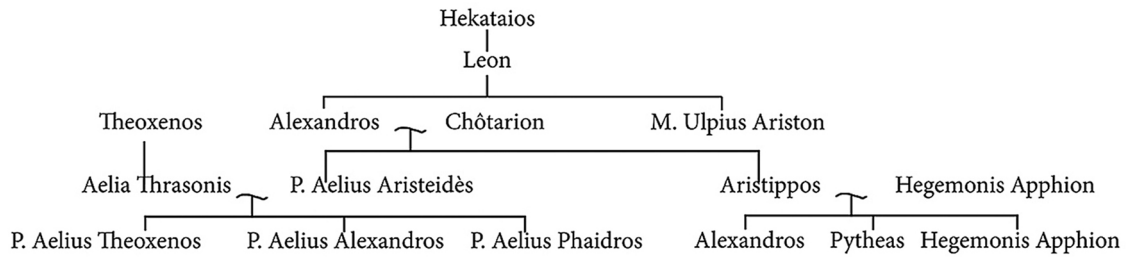 Hekataios
Leon
Theoxenos Alexandros Chôtarion M. Ulpius Ariston
Aelia Thrasonis P. Aelius Aristeidès Aristippos Hegemonis Apphion
P. Aelius Theoxenos P. Aelius Alexandros P. Aelius Phaidros Alexandros Pytheas Hegemonis Apphion